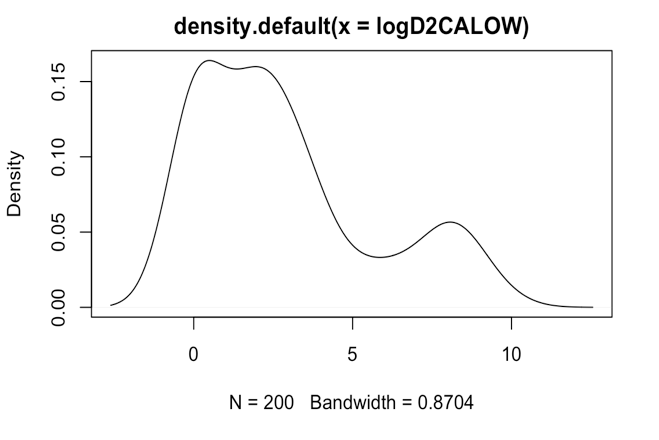 density.default(x = logD2CALOW)
Density
0.15
0.10
0.05
0.00
0 5 10
N = 200 Bandwidth = 0.8704